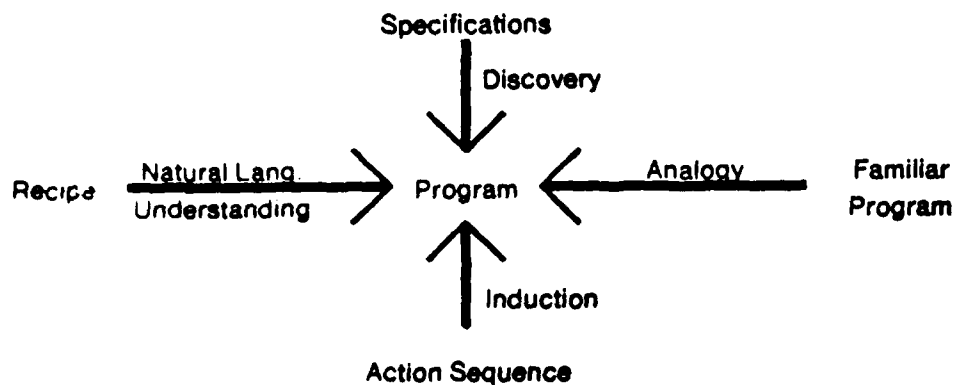 Specifications
Discovery
Natural Lang.
Analogy
Familiar
Recipe
Program
Understanding
Program
Induction
Action Sequence